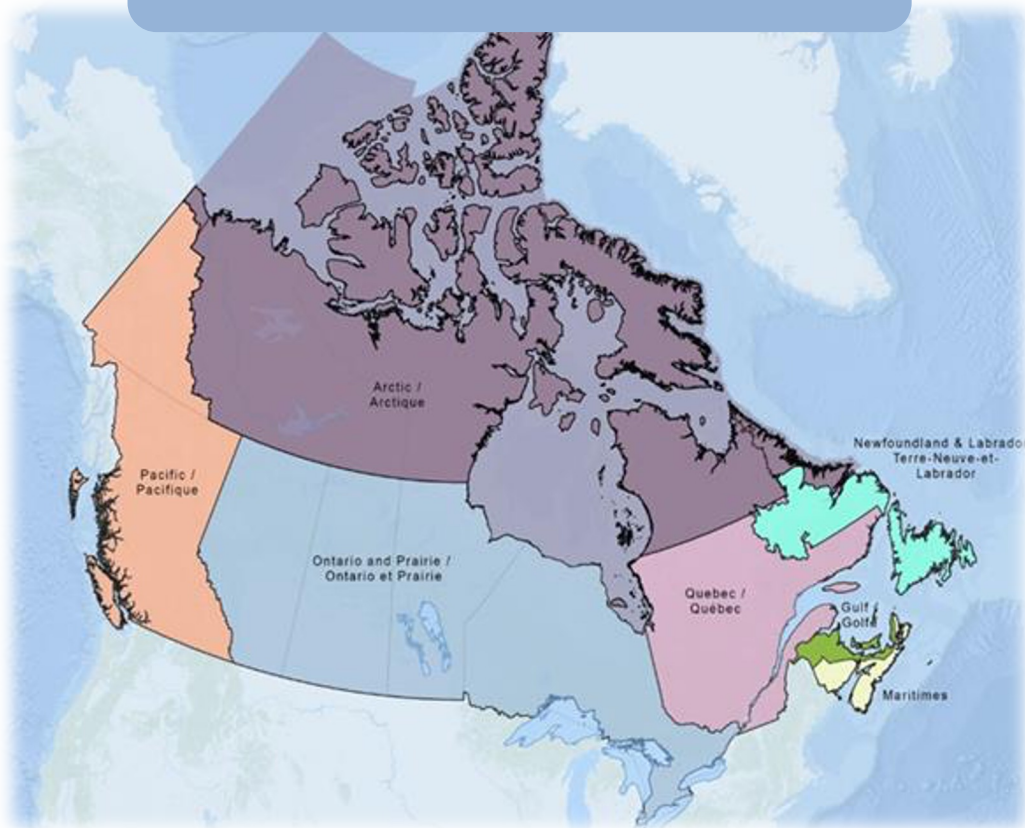 Arctic /
Arctique
Newfoundland & Labrador
Terre-Neuve-et-
Labrador
Pacific /
Pacifique
Ontario and Prairie /
Ontario et Prairie
Quebec /
Québec
Gulf /
Golfe
Maritimes